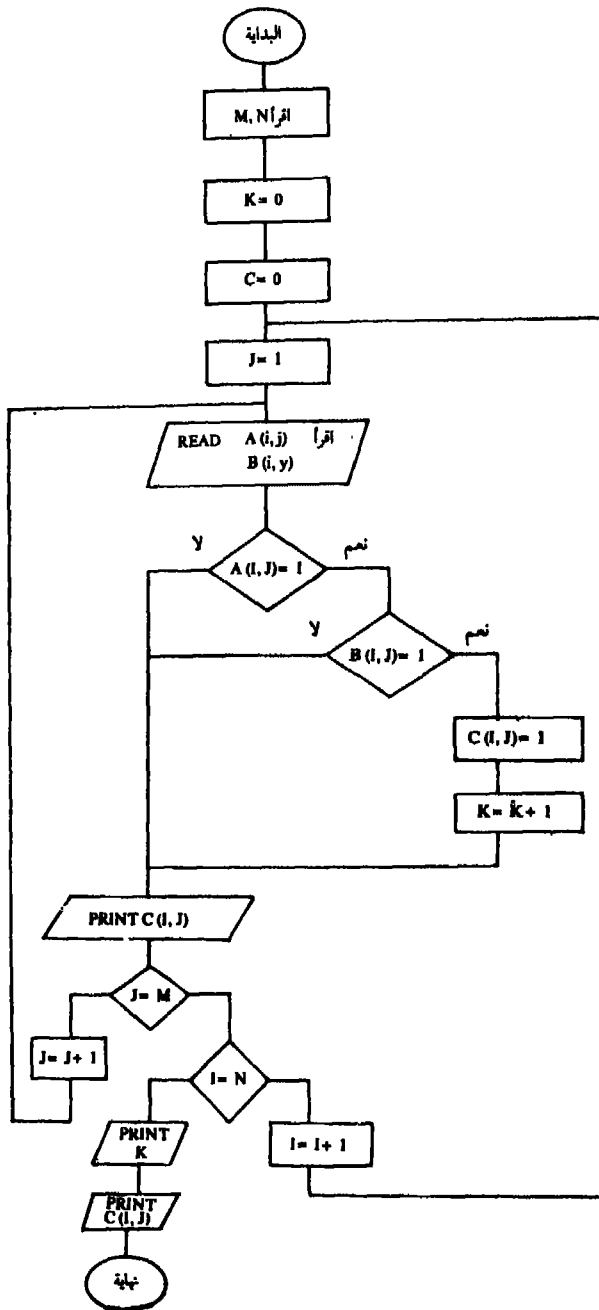 البداية
اقرأ M, N
K= 0
C= 0
J= 1
READ A (i, j) اقرأ
B (i, y)
لا
نعم
A (I, J)= 1
لا
نعم
B (I, J)= 1
C (I, J)= 1
K= K+ 1
PRINT C (I, J)
J= M
J= J+ 1
I= N
PRINT
K
I= I+ 1
PRINT
C (I, J)
نهاية